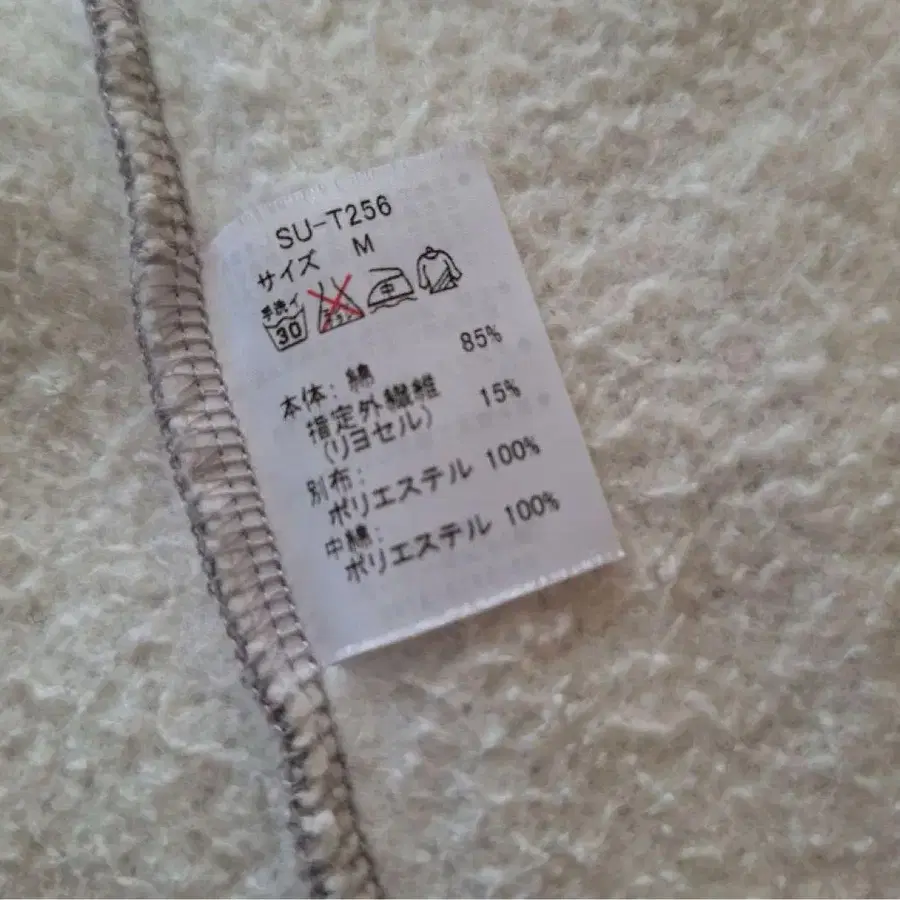 SU-T256
サイズ M
手洗イ
30 中
85%
本体:綿
指定外繊維 15%
(リヨセル)
別布:
ポリエステル 100%
中綿:
ポリエステル 100%